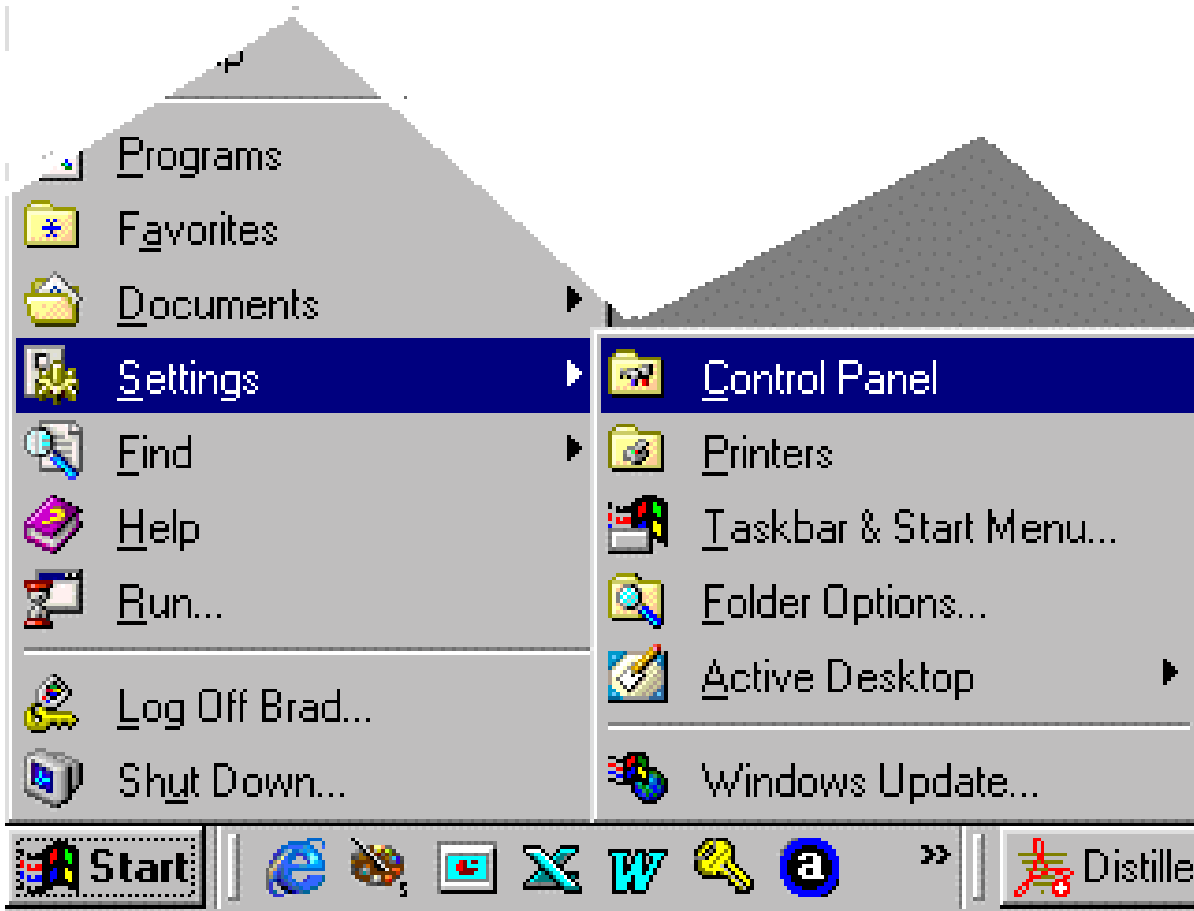 Programs
Favorites
Documents
Settings
Find
Help
Run...
Log Off Brad...
Shut Down...
Control Panel
Printers
Taskbar & Start Menu...
Folder Options...
Active Desktop
Windows Update...
Start
a
»
Distille